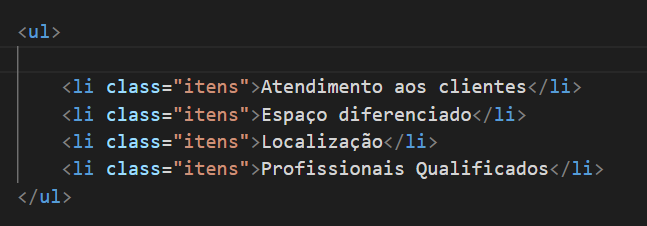 <ul>
<li class="itens">Atendimento aos clientes</li>
<li class="itens">Espaço diferenciado</li>
<li class="itens">Localização</li>
<li class="itens">Profissionais Qualificados</li>
</ul>